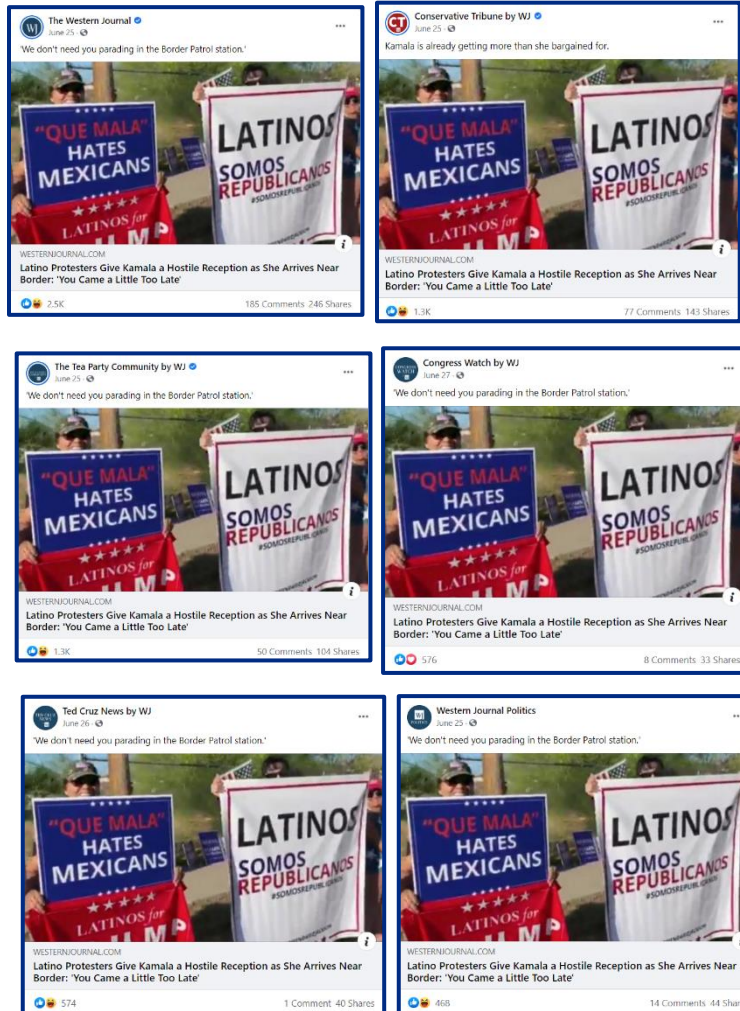 The Western Journal
June 25 ·
'We don't need you parading in the Border Patrol station.'
"QUE MALA"
HATES
MEXICANS
LATINOS for
LATINOS
SOMOS
REPUBLICANOS
#SOMOSREPUBLICANOS
WESTERNJOURNAL.COM
Latino Protesters Give Kamala a Hostile Reception as She Arrives Near
Border: 'You Came a Little Too Late'
2.5K
185 Comments 246 Shares
CT
Conservative Tribune by WJ
June 25 ·
Kamala is already getting more than she bargained for.
"QUE MALA"
HATES
MEXICANS
LATINOS for
LATINOS
SOMOS
REPUBLICANOS
#SOMOSREPUBLICANOS
WESTERNJOURNAL.COM
Latino Protesters Give Kamala a Hostile Reception as She Arrives Near
Border: 'You Came a Little Too Late'
1.3K
77 Comments 143 Shares
The Tea Party Community by WJ
June 25 ·
'We don't need you parading in the Border Patrol station.'
"QUE MALA"
HATES
MEXICANS
LATINOS for
LATINOS
SOMOS
REPUBLICANOS
#SOMOSREPUBLICANOS
WESTERNJOURNAL.COM
Latino Protesters Give Kamala a Hostile Reception as She Arrives Near
Border: 'You Came a Little Too Late'
1.3K
50 Comments 104 Shares
Congress Watch by WJ
June 27 ·
'We don't need you parading in the Border Patrol station.'
"QUE MALA"
HATES
MEXICANS
LATINOS for
LATINOS
SOMOS
REPUBLICANOS
#SOMOSREPUBLICANOS
WESTERNJOURNAL.COM
Latino Protesters Give Kamala a Hostile Reception as She Arrives Near
Border: 'You Came a Little Too Late'
576
8 Comments 33 Shares
Ted Cruz News by WJ
June 26 ·
'We don't need you parading in the Border Patrol station.'
"QUE MALA"
HATES
MEXICANS
LATINOS for
LATINOS
SOMOS
REPUBLICANOS
#SOMOSREPUBLICANOS
WESTERNJOURNAL.COM
Latino Protesters Give Kamala a Hostile Reception as She Arrives Near
Border: 'You Came a Little Too Late'
574
1 Comment 40 Shares
Western Journal Politics
June 25 ·
'We don't need you parading in the Border Patrol station.'
"QUE MALA"
HATES
MEXICANS
LATINOS for
LATINOS
SOMOS
REPUBLICANOS
WESTERNJOURNAL.COM
Latino Protesters Give Kamala a Hostile Reception as She Arrives Near
Border: 'You Came a Little Too Late'
468
14 Comments 44 Shar